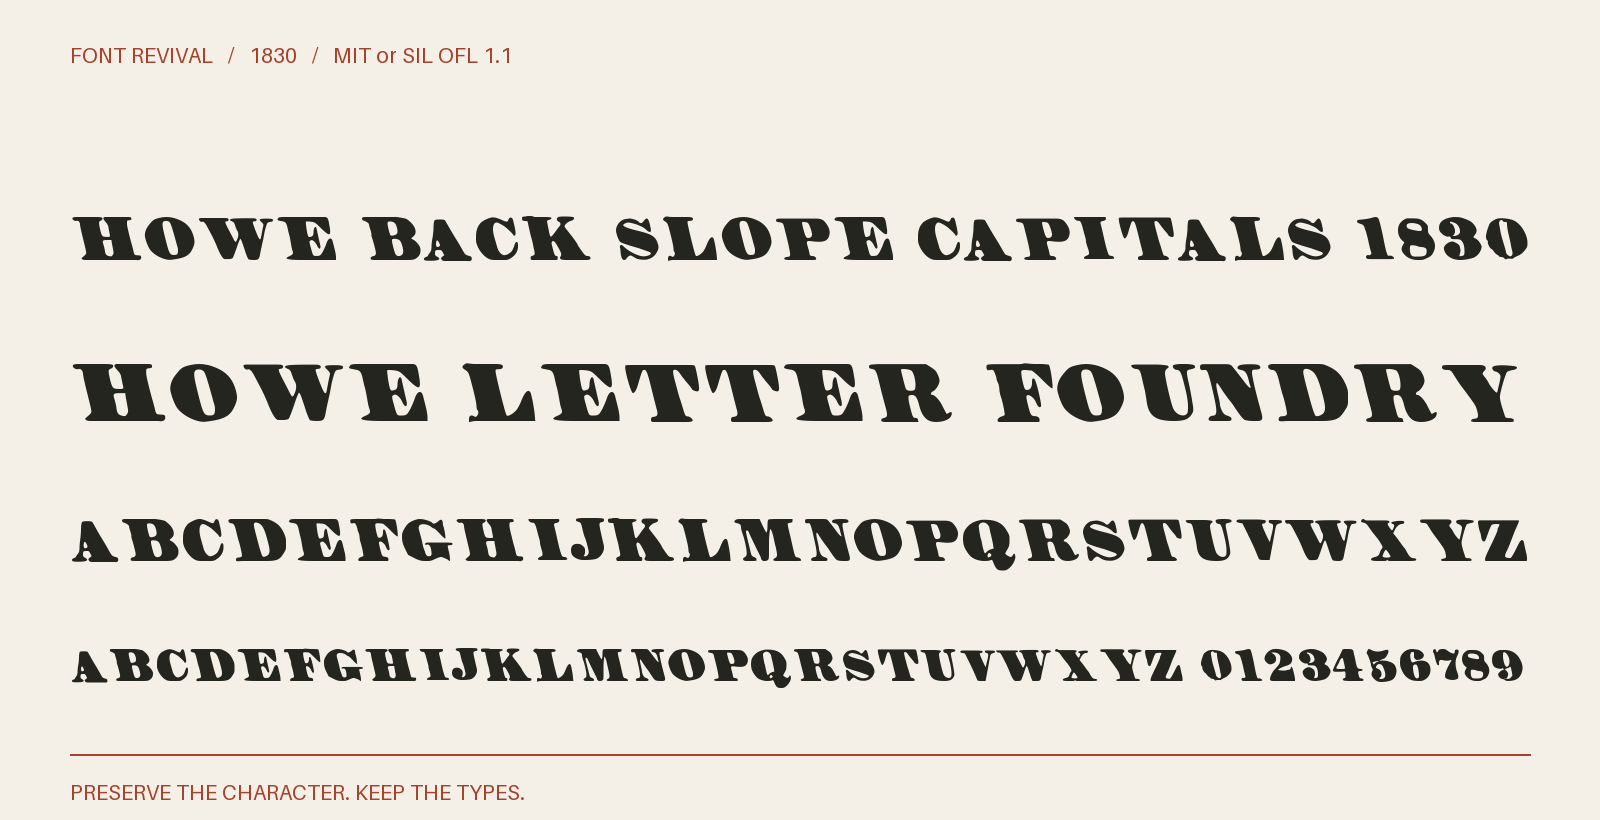 FONT REVIVAL / 1830 / MIT or SIL OFL 1.1
HOWE BACK SLOPE CAPITALS 1830
HOWE LETTER FOUNDRY
ABCDEFGHIJKLMNOPQRSTUVWXYZ
ABCDEFGHIJKLMNOPQRSTUVWXYZ 0123456789
PRESERVE THE CHARACTER. KEEP THE TYPES.